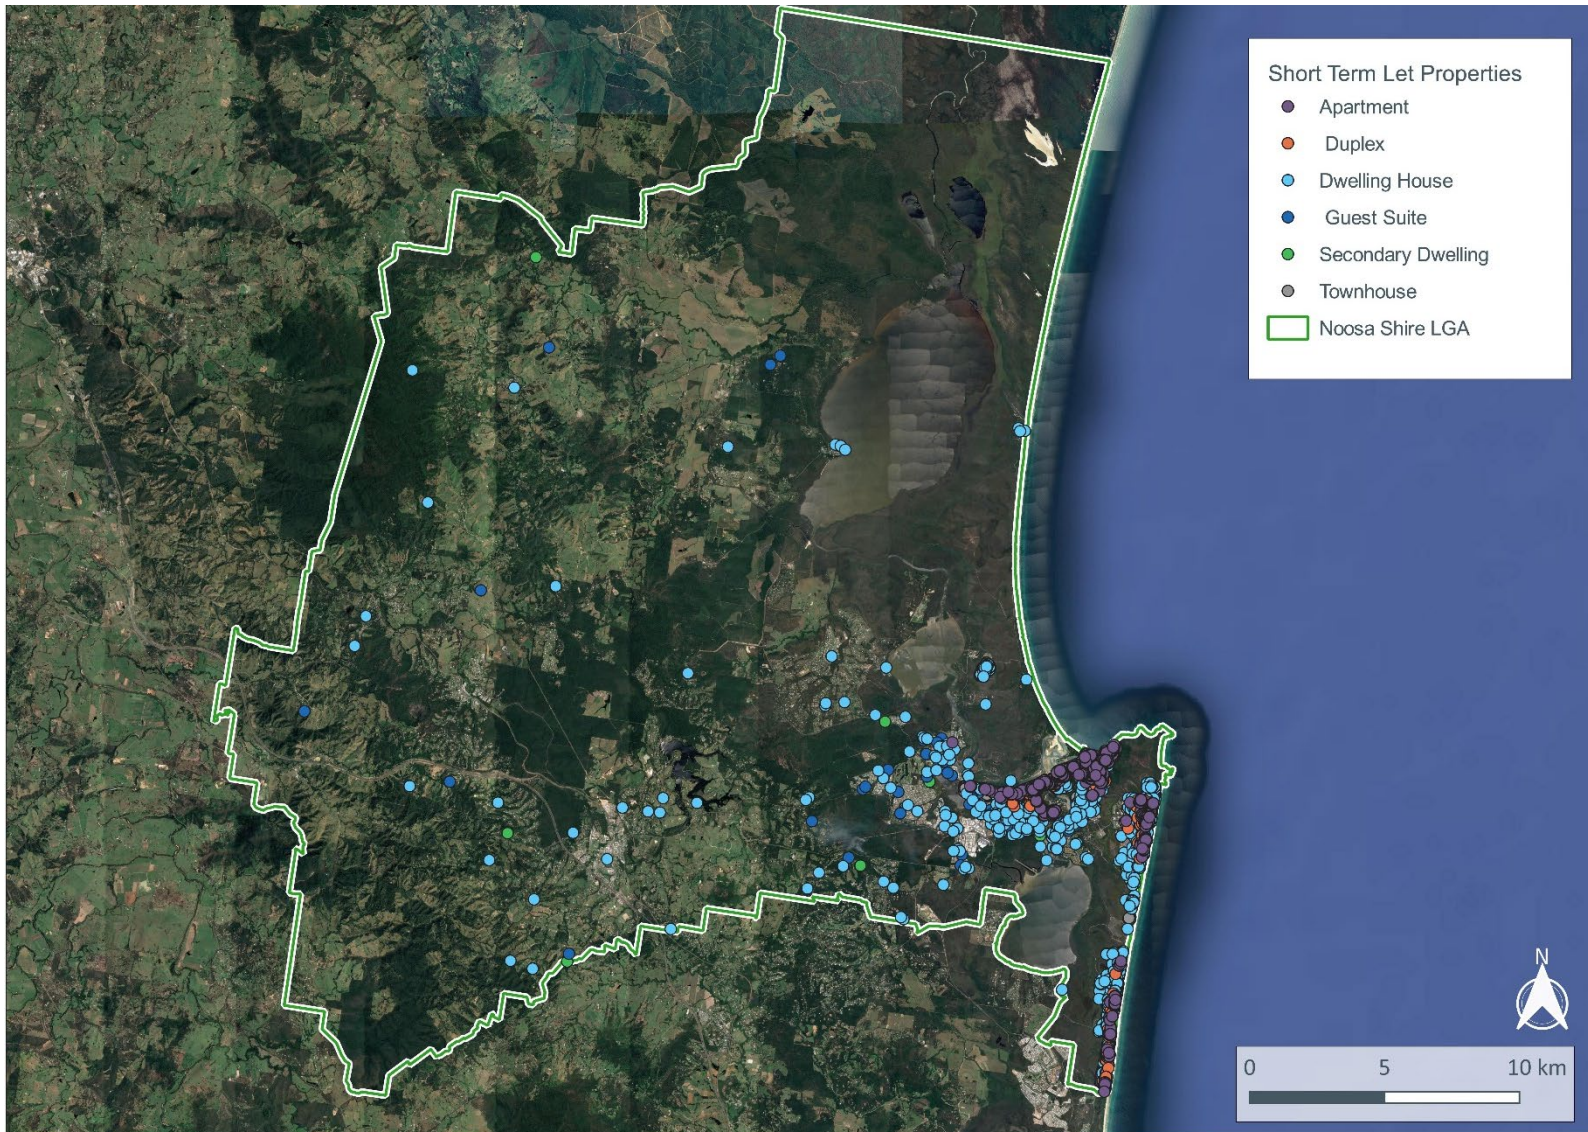 Short Term Let Properties
Apartment
Duplex
Dwelling House
Guest Suite
Secondary Dwelling
Townhouse
Noosa Shire LGA
N
0 5 10 km